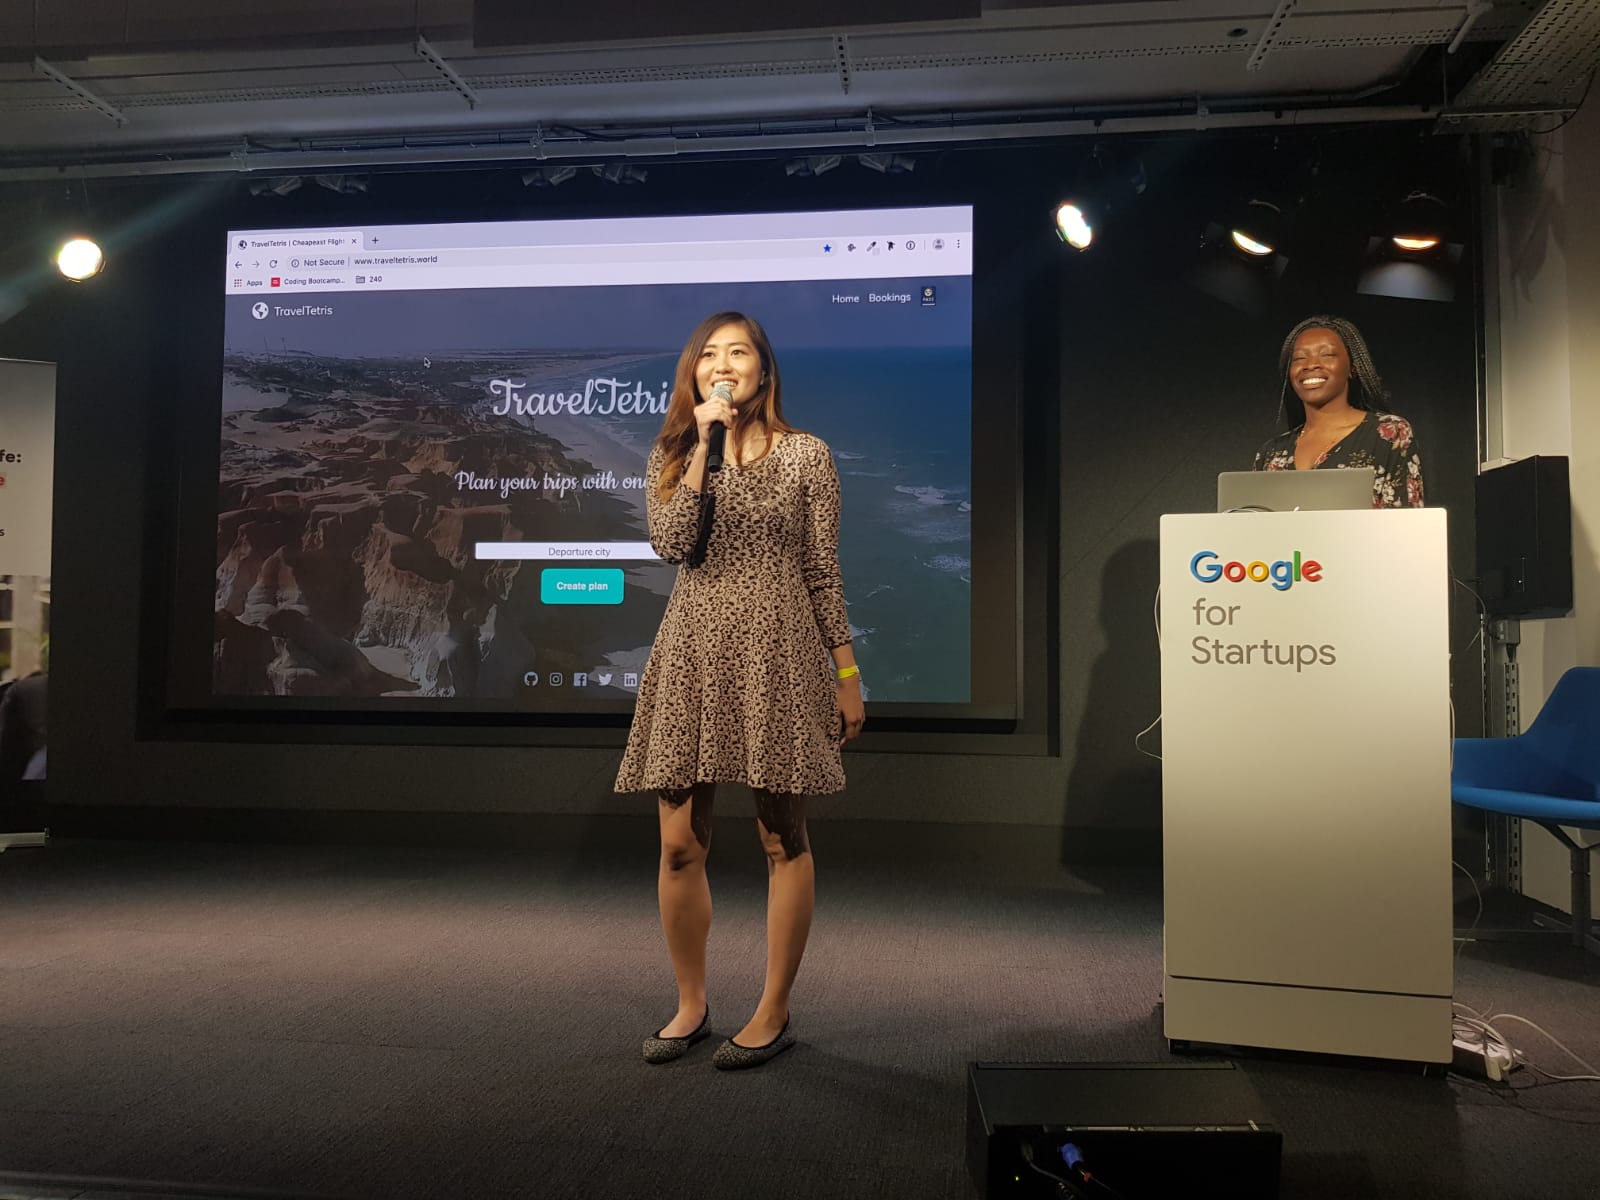 TravelTetris | Cheapeast Fligh
Not Secure | www.traveltetris.world
Apps
Coding Bootcamp...
240
TravelTetris
Home
Bookings
TravelTetri
Plan your trips with on
Departure city
Create plan
fe:
s
Google
for
Startups